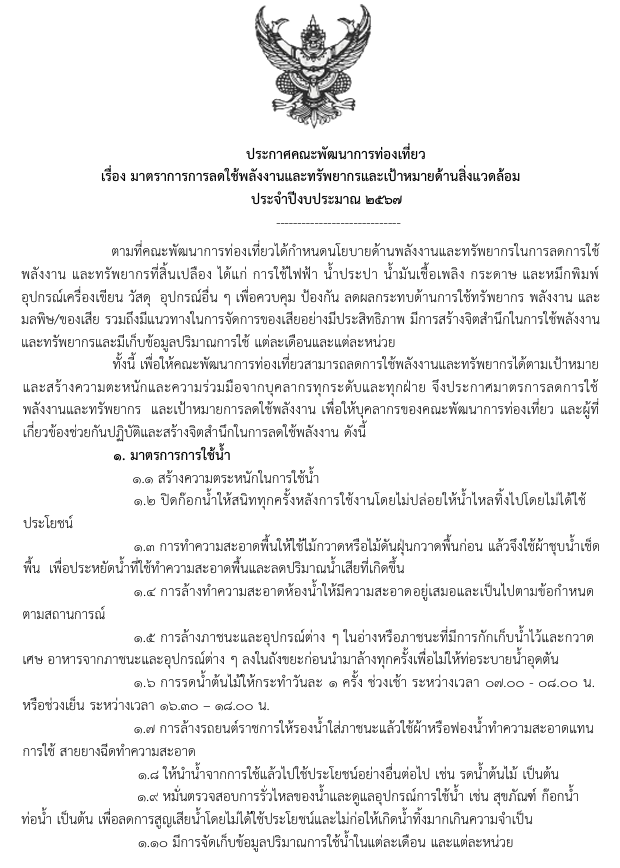 ประกาศคณะพัฒนาการท่องเที่ยว
เรื่อง มาตราการการลดใช้พลังงานและทรัพยากรและเป้าหมายด้านสิ่งแวดล้อม
ประจำปีงบประมาณ ๒๕๖๗
------------------------------
ตามที่คณะพัฒนาการท่องเที่ยวได้กำหนดนโยบายด้านพลังงานและทรัพยากรในการลดการใช้
พลังงาน และทรัพยากรที่สิ้นเปลือง ได้แก่ การใช้ไฟฟ้า น้ำประปา น้ำมันเชื้อเพลิง กระดาษ และหมึกพิมพ์
อุปกรณ์เครื่องเขียน วัสดุ อุปกรณ์อื่น ๆ เพื่อควบคุม ป้องกัน ลดผลกระทบด้านการใช้ทรัพยากร พลังงาน และ
มลพิษ/ของเสีย รวมถึงมีแนวทางในการจัดการของเสียอย่างมีประสิทธิภาพ มีการสร้างจิตสำนึกในการใช้พลังงาน
และทรัพยากรและมีเก็บข้อมูลปริมาณการใช้ แต่ละเดือนและแต่ละหน่วย
ทั้งนี้ เพื่อให้คณะพัฒนาการท่องเที่ยวสามารถลดการใช้พลังงานและทรัพยากรได้ตามเป้าหมาย
และสร้างความตะหนักและความร่วมมือจากบุคลากรทุกระดับและทุกฝ่าย จึงประกาศมาตรการลดการใช้
พลังงานและทรัพยากร และเป้าหมายการลดใช้พลังงาน เพื่อให้บุคลากรของคณะพัฒนาการท่องเที่ยว และผู้ที่
เกี่ยวข้องช่วยกันปฏิบัติและสร้างจิตสำนึกในการลดใช้พลังงาน ดังนี้
๑. มาตรการการใช้น้ำ
๑.๑ สร้างความตระหนักในการใช้น้ำ
๑.๒ ปิดก๊อกน้ำให้สนิททุกครั้งหลังการใช้งานโดยไม่ปล่อยให้น้ำไหลทิ้งไปโดยไม่ได้ใช้
ประโยชน์
๑.๓ การทำความสะอาดพื้นให้ใช้ไม้กวาดหรือไม้ดันฝุ่นกวาดพื้นก่อน แล้วจึงใช้ผ้าชุบน้ำเช็ด
พื้น เพื่อประหยัดน้ำที่ใช้ทำความสะอาดพื้นและลดปริมาณน้ำเสียที่เกิดขึ้น
๑.๔ การล้างทำความสะอาดห้องน้ำให้มีความสะอาดอยู่เสมอและเป็นไปตามข้อกำหนด
ตามสถานการณ์
๑.๕ การล้างภาชนะและอุปกรณ์ต่าง ๆ ในอ่างหรือภาชนะที่มีการกักเก็บน้ำไว้และกวาด
เศษ อาหารจากภาชนะและอุปกรณ์ต่าง ๆ ลงในถังขยะก่อนนำมาล้างทุกครั้งเพื่อไม่ให้ท่อระบายน้ำอุดตัน
๑.๖ การรดน้ำต้นไม้ให้กระทำวันละ ๑ ครั้ง ช่วงเช้า ระหว่างเวลา ๐๗.๐๐ - ๐๘.๐๐ น.
หรือช่วงเย็น ระหว่างเวลา ๑๖.๓๐ – ๑๘.๐๐ น.
๑.๗ การล้างรถยนต์ราชการให้รองน้ำใส่ภาชนะแล้วใช้ผ้าหรือฟองน้ำทำความสะอาดแทน
การใช้ สายยางฉีดทำความสะอาด
๑.๘ ให้นำน้ำจากการใช้แล้วไปใช้ประโยชน์อย่างอื่นต่อไป เช่น รดน้ำต้นไม้ เป็นต้น
๑.๙ หมั่นตรวจสอบการรั่วไหลของน้ำและดูแลอุปกรณ์การใช้น้ำ เช่น สุขภัณฑ์ ก๊อกน้ำ
ท่อน้ำ เป็นต้น เพื่อลดการสูญเสียน้ำโดยไม่ได้ใช้ประโยชน์และไม่ก่อให้เกิดน้ำทิ้งมากเกินความจำเป็น
๑.๑๐ มีการจัดเก็บข้อมูลปริมาณการใช้น้ำในแต่ละเดือน และแต่ละหน่วย